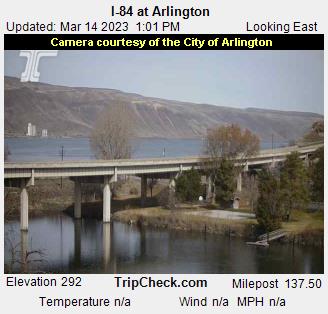 I-84 at Arlington
Updated: Mar 14 2023 1:01 PM Looking East
Camera courtesy of the City of Arlington
Elevation 292 TripCheck.com Milepost 137.50
Temperature n/a Wind n/a MPH n/a